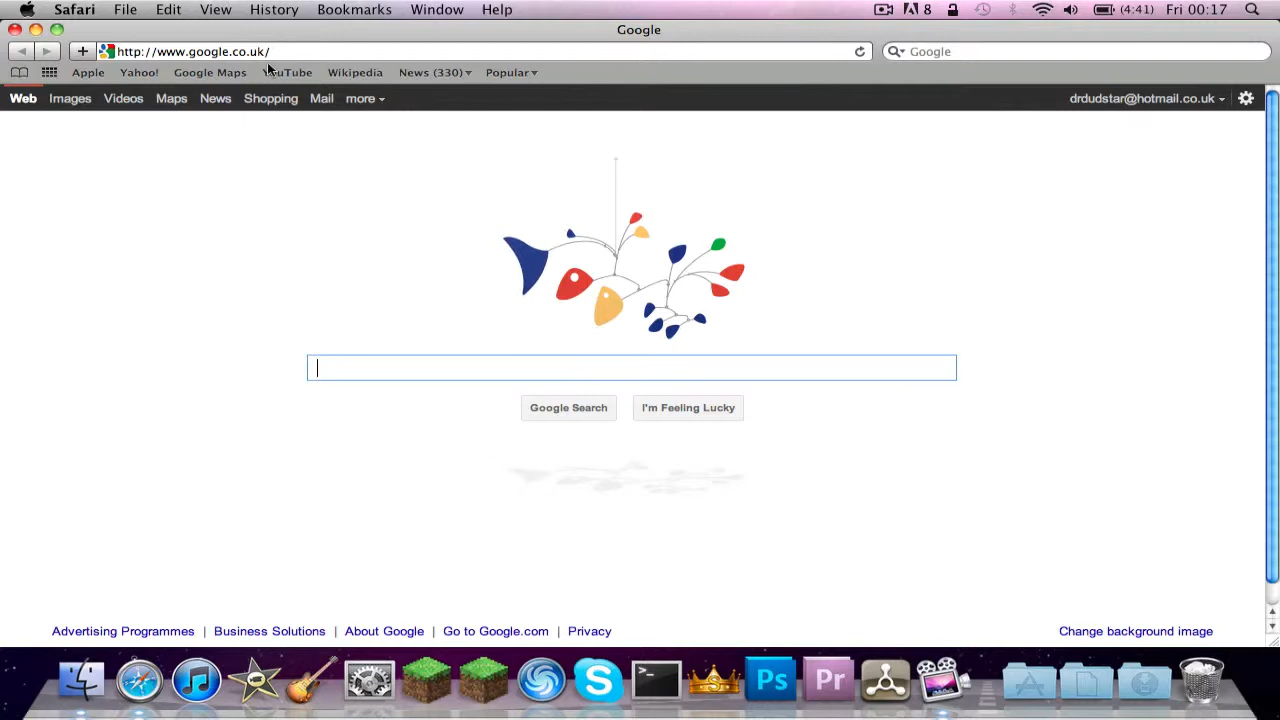 Safari File Edit View History Bookmarks Window Help 8 (4:41) Fri 00:17
Google
http://www.google.co.uk/ Google
Apple Yahoo! Google Maps YouTube Wikipedia News (330) Popular
Web Images Videos Maps News Shopping Mail more drdudstar@hotmail.co.uk
Google Search I'm Feeling Lucky
Advertising Programmes | Business Solutions | About Google | Go to Google.com | Privacy Change background image
Ps Pr